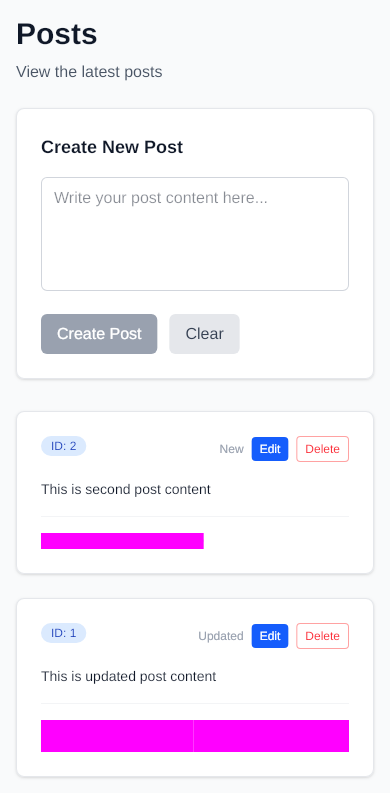 Posts
View the latest posts
Create New Post
Write your post content here...
Create Post
Clear
ID: 2
New
Edit
Delete
This is second post content
ID: 1
Updated
Edit
Delete
This is updated post content